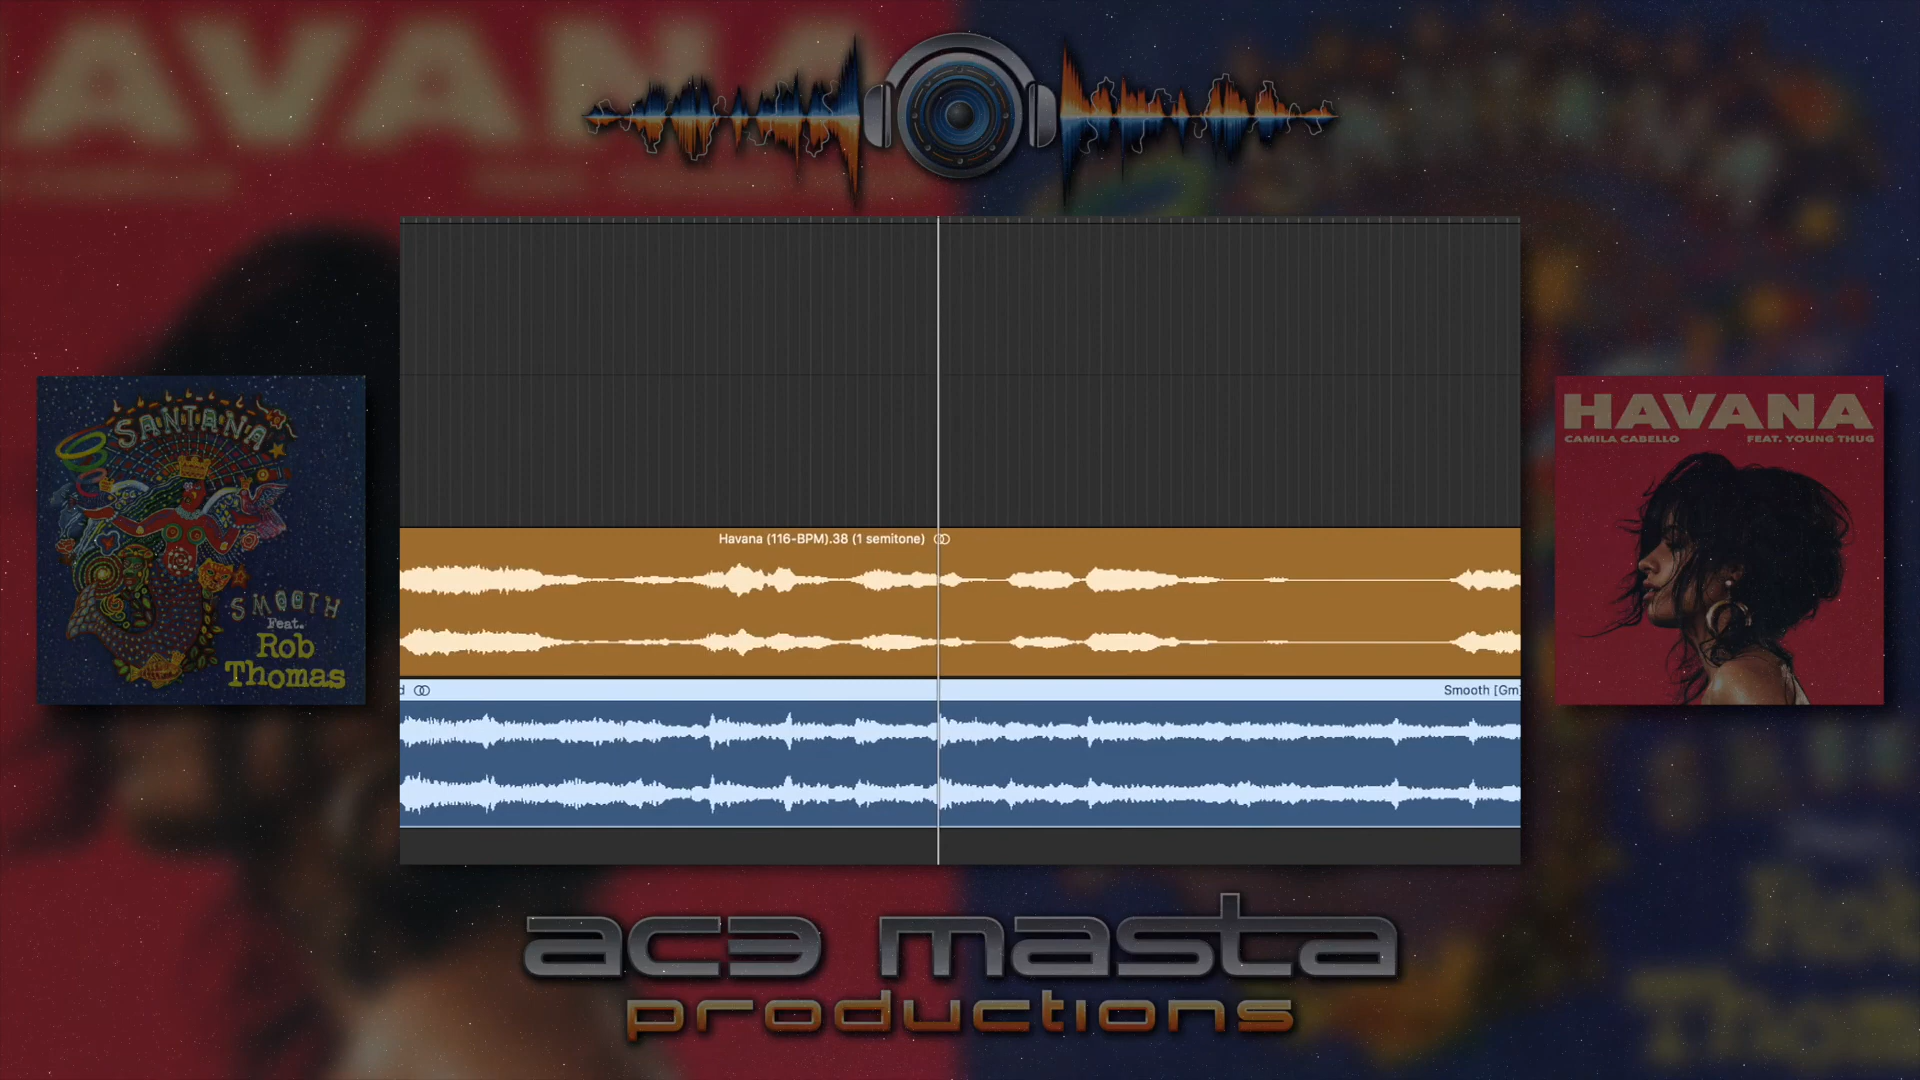 AVANA
SANTANA
SMOOTH
Feat.
Rob
Thomas
Havana (116-BPM).38 (1 semitone)
d
Smooth [Gm]
HAVANA
CAMILA CABELLO FEAT. YOUNG THUG
ac3 masta
productions